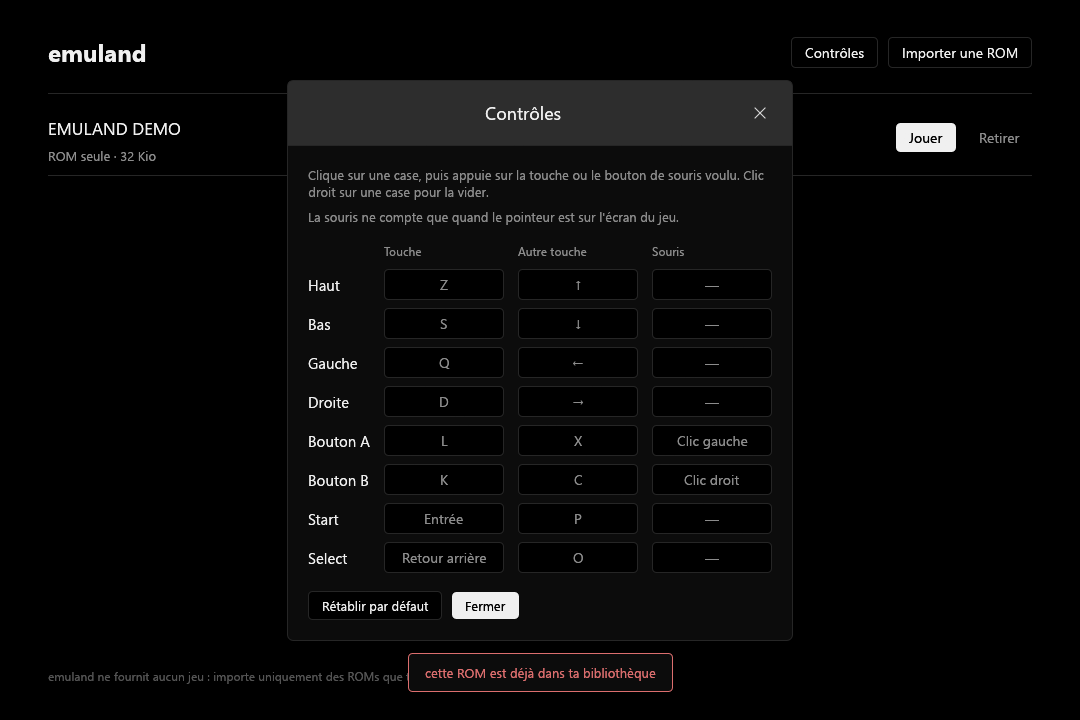 emuland
Contrôles
Importer une ROM
Contrôles
EMULAND DEMO
ROM seule · 32 Kio
Jouer
Retirer
Clique sur une case, puis appuie sur la touche ou le bouton de souris voulu. Clic
droit sur une case pour la vider.
La souris ne compte que quand le pointeur est sur l'écran du jeu.
Touche Autre touche Souris
Haut Z ↑ —
Bas S ↓ —
Gauche Q ← —
Droite D → —
Bouton A L X Clic gauche
Bouton B K C Clic droit
Start Entrée P —
Select Retour arrière O —
Rétablir par défaut
Fermer
cette ROM est déjà dans ta bibliothèque
emuland ne fournit aucun jeu : importe uniquement des ROMs que